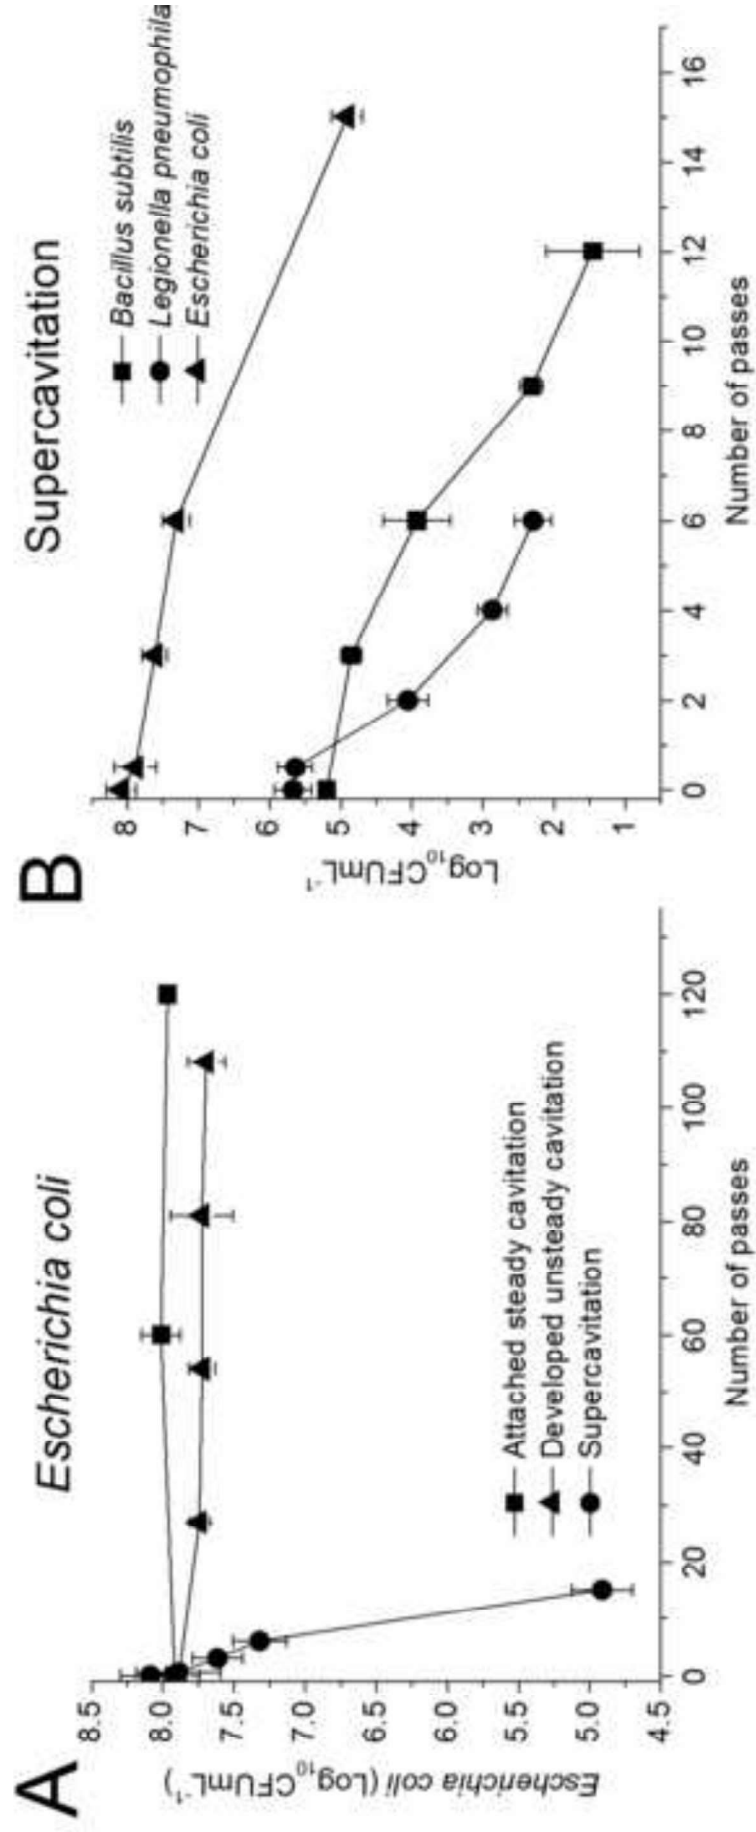 A
Escherichia coli
Escherichia coli (Log₁₀CFUmL⁻¹)
8.5
8.0
7.5
7.0
6.5
6.0
5.5
5.0
4.5
Attached steady cavitation
Developed unsteady cavitation
Supercavitation
0 20 40 60 80 100 120
Number of passes
B
Supercavitation
Log₁₀CFUmL⁻¹
8
7
6
5
4
3
2
1
Bacillus subtilis
Legionella pneumophila
Escherichia coli
0 2 4 6 8 10 12 14 16
Number of passes